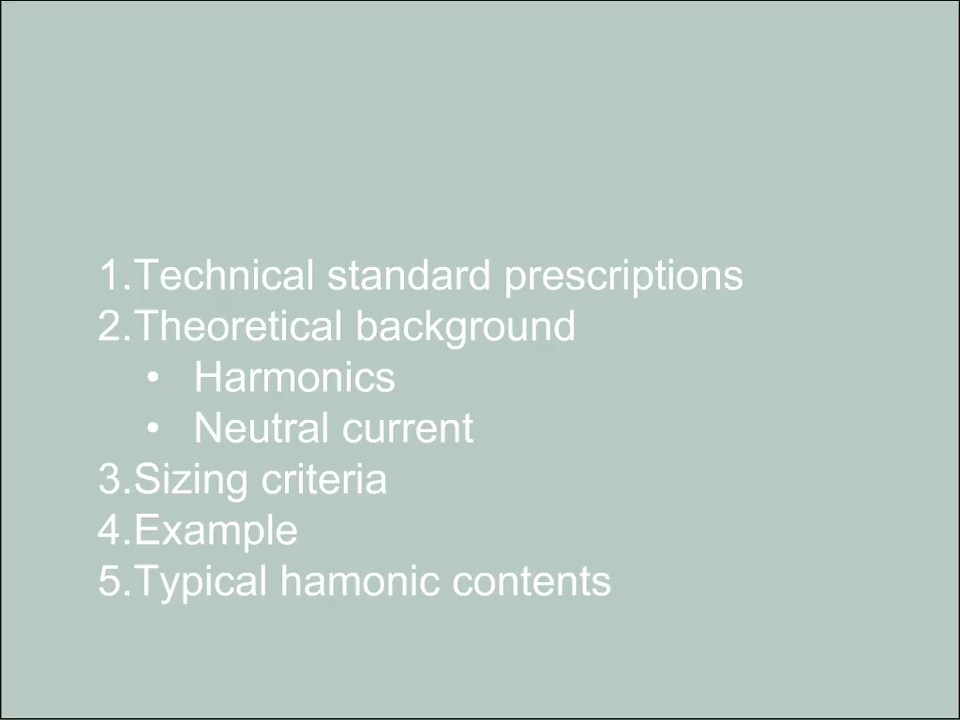 1.Technical standard prescriptions
2.Theoretical background
• Harmonics
• Neutral current
3.Sizing criteria
4.Example
5.Typical hamonic contents